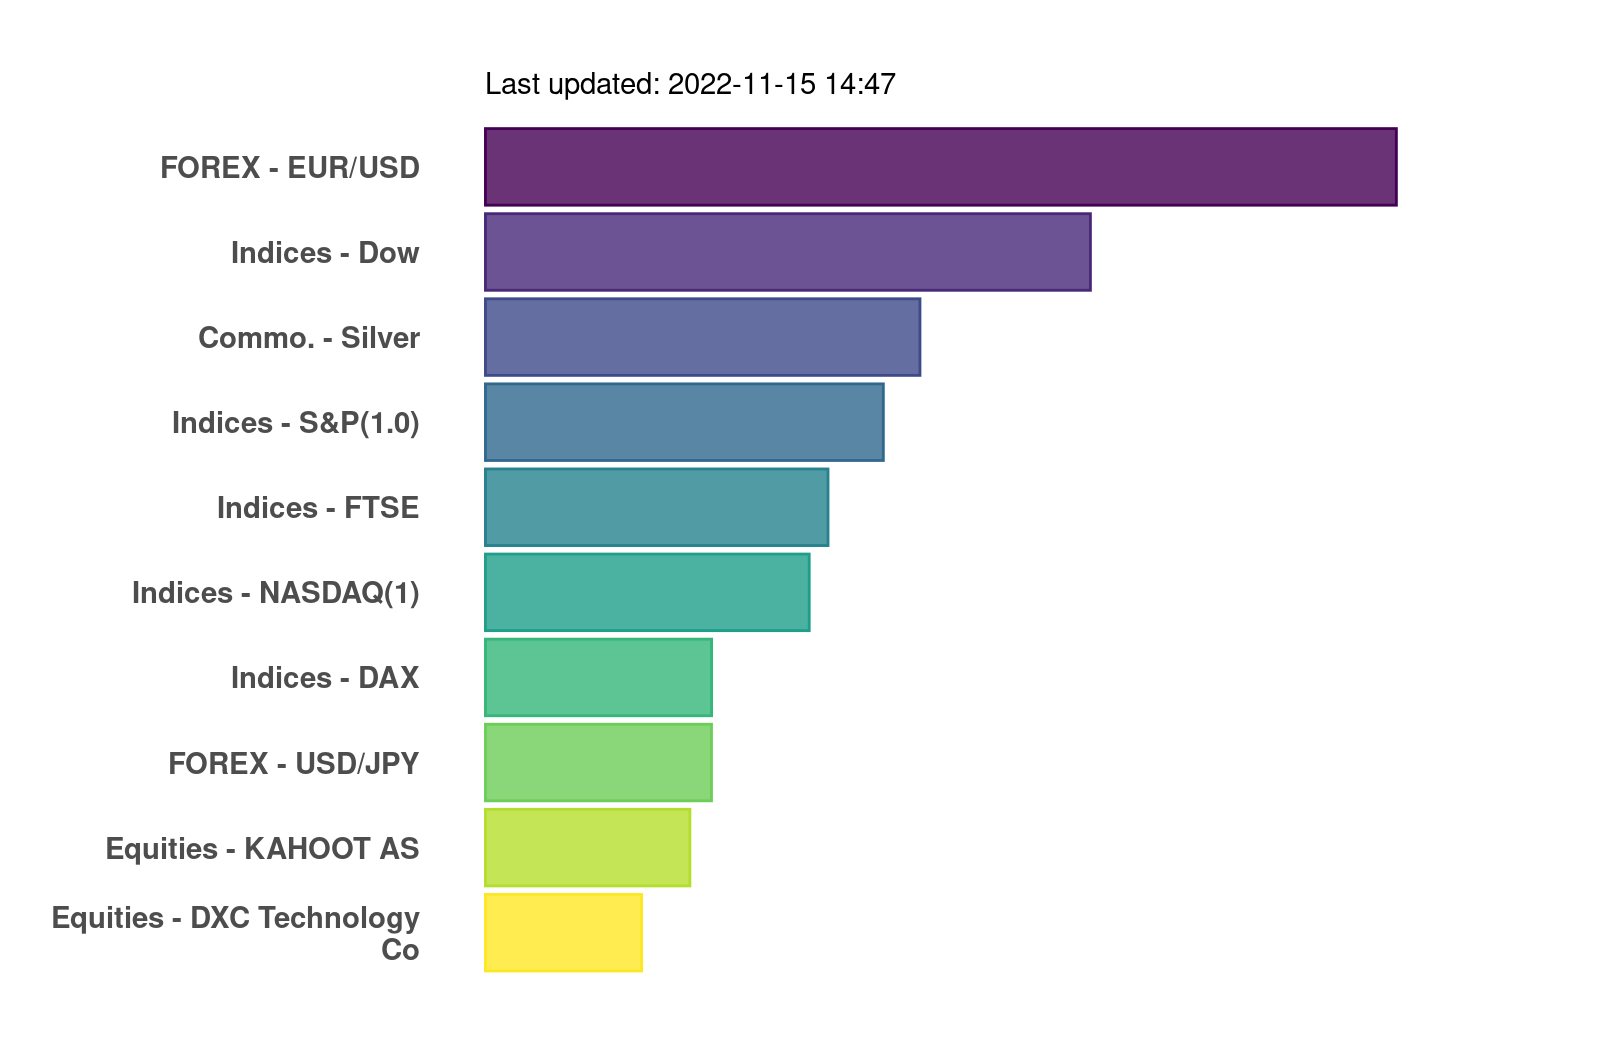 Last updated: 2022-11-15 14:47
FOREX - EUR/USD
Indices - Dow
Commo. - Silver
Indices - S&P(1.0)
Indices - FTSE
Indices - NASDAQ(1)
Indices - DAX
FOREX - USD/JPY
Equities - KAHOOT AS
Equities - DXC Technology
Co